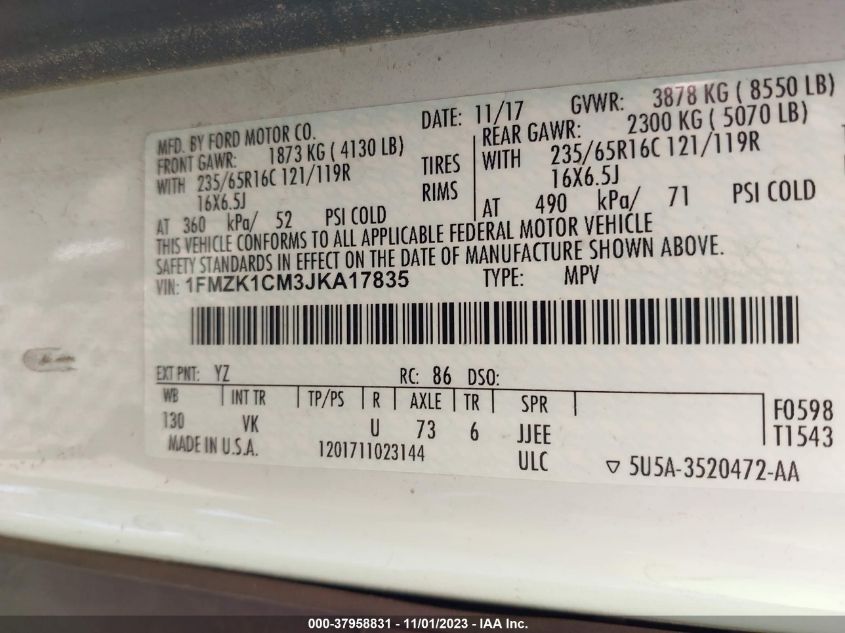 MFD. BY FORD MOTOR CO.
DATE: 11/17 GVWR: 3878 KG ( 8550 LB)
FRONT GAWR: 1873 KG ( 4130 LB)
REAR GAWR: 2300 KG ( 5070 LB)
WITH 235/65R16C 121/119R TIRES
WITH 235/65R16C 121/119R
16X6.5J RIMS
16X6.5J
AT 360 kPa/ 52 PSI COLD
AT 490 kPa/ 71 PSI COLD
THIS VEHICLE CONFORMS TO ALL APPLICABLE FEDERAL MOTOR VEHICLE
SAFETY STANDARDS IN EFFECT ON THE DATE OF MANUFACTURE SHOWN ABOVE.
VIN: 1FMZK1CM3JKA17835 TYPE: MPV
EXT PNT: YZ RC: 86 DSO:
WB INT TR TP/PS R AXLE TR SPR
130 VK U 73 6 JJEE
F0598
T1543
MADE IN U.S.A. 1201711023144 ULC
▽ 5U5A-3520472-AA
000-37958831 - 11/01/2023 - IAA Inc.